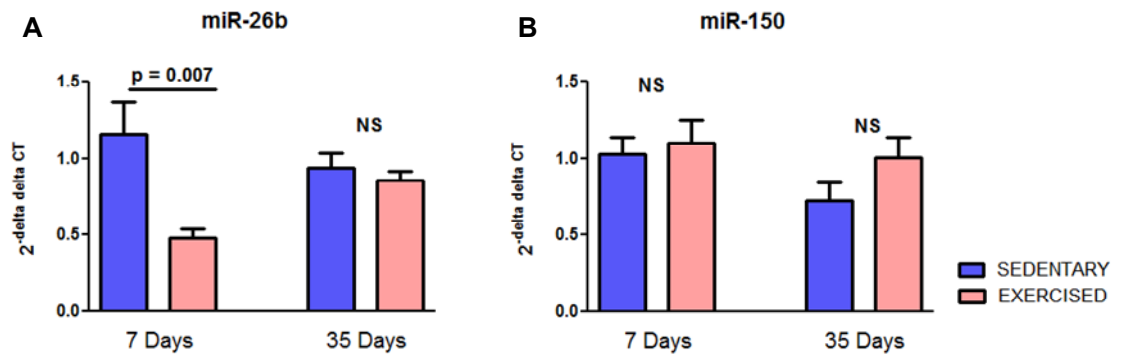 A
miR-26b
2-delta delta CT
1.5
1.0
0.5
0.0
p = 0.007
NS
7 Days
35 Days
B
miR-150
2-delta delta CT
1.5
1.0
0.5
0.0
NS
NS
7 Days
35 Days
SEDENTARY
EXERCISED